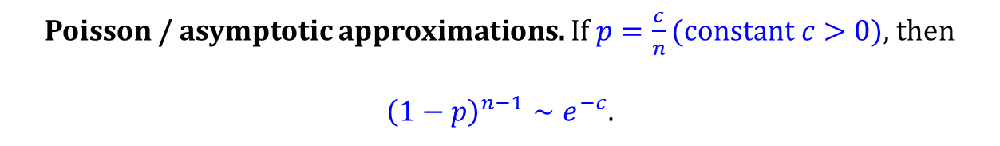 Poisson / asymptotic approximations. If p = c/n (constant c > 0), then
(1 − p)ⁿ⁻¹ ~ e⁻ᶜ.